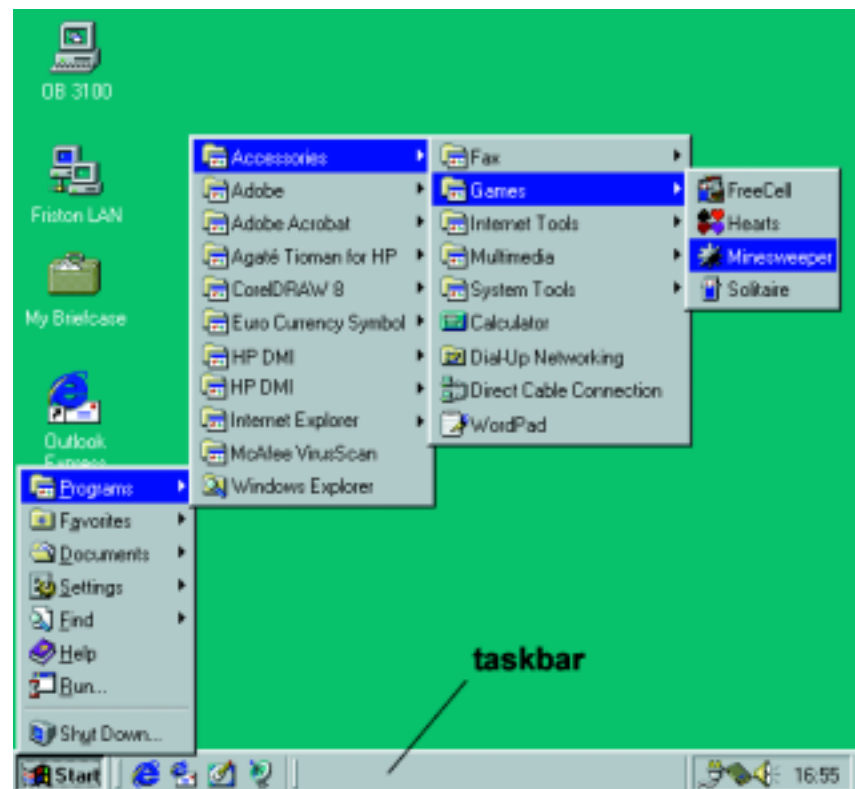 OB 3100
Friston LAN
My Briefcase
Outlook
Express
Programs
Favorites
Documents
Settings
Find
Help
Run...
Shut Down...
Accessories
Adobe
Adobe Acrobat
Agaté Tioman for HP
CorelDRAW 8
Euro Currency Symbol
HP DMI
HP DMI
Internet Explorer
McAfee VirusScan
Windows Explorer
Fax
Games
Internet Tools
Multimedia
System Tools
Calculator
Dial-Up Networking
Direct Cable Connection
WordPad
FreeCell
Hearts
Minesweeper
Solitaire
taskbar
Start
16:55